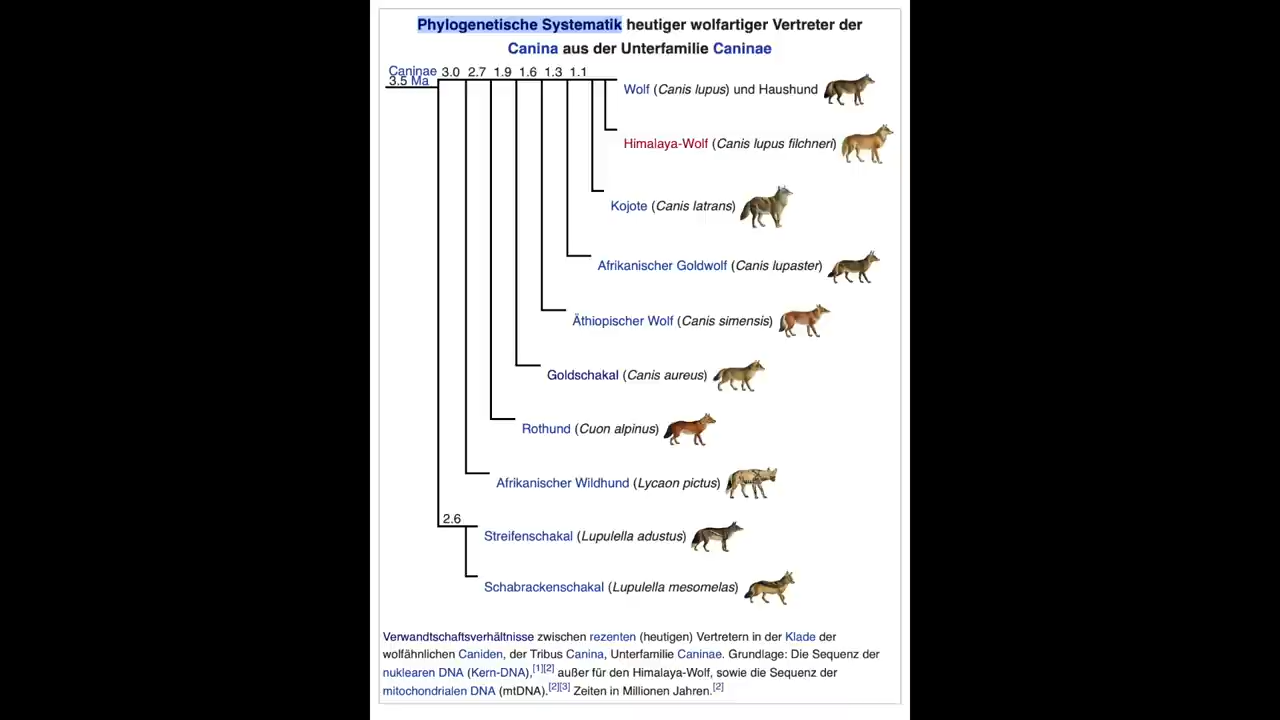 Phylogenetische Systematik heutiger wolfartiger Vertreter der
Canina aus der Unterfamilie Caninae
Caninae 3.0 2.7 1.9 1.6 1.3 1.1
3.5 Ma
Wolf (Canis lupus) und Haushund
Himalaya-Wolf (Canis lupus filchneri)
Kojote (Canis latrans)
Afrikanischer Goldwolf (Canis lupaster)
Äthiopischer Wolf (Canis simensis)
Goldschakal (Canis aureus)
Rothund (Cuon alpinus)
Afrikanischer Wildhund (Lycaon pictus)
2.6
Streifenschakal (Lupulella adustus)
Schabrackenschakal (Lupulella mesomelas)
Verwandtschaftsverhältnisse zwischen rezenten (heutigen) Vertretern in der Klade der
wolfähnlichen Caniden, der Tribus Canina, Unterfamilie Caninae. Grundlage: Die Sequenz der
nuklearen DNA (Kern-DNA),[1][2] außer für den Himalaya-Wolf, sowie die Sequenz der
mitochondrialen DNA (mtDNA).[2][3] Zeiten in Millionen Jahren.[2]